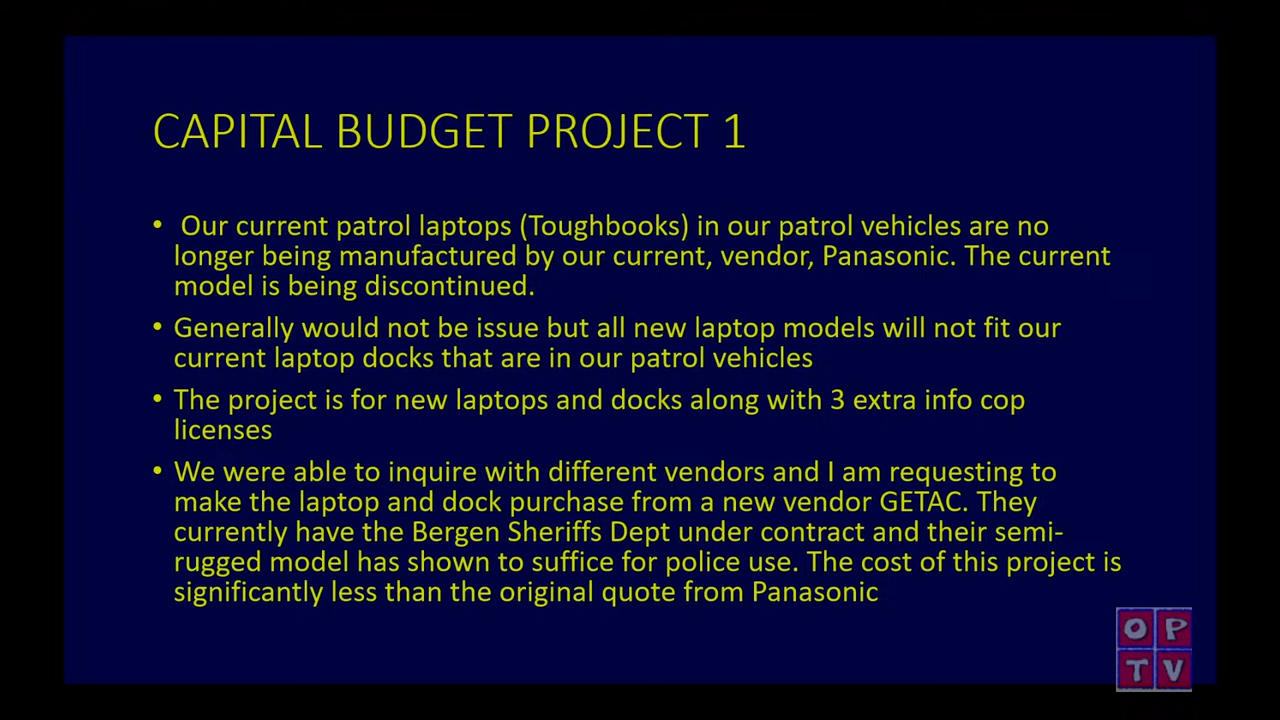 CAPITAL BUDGET PROJECT 1
• Our current patrol laptops (Toughbooks) in our patrol vehicles are no
longer being manufactured by our current, vendor, Panasonic. The current
model is being discontinued.
• Generally would not be issue but all new laptop models will not fit our
current laptop docks that are in our patrol vehicles
• The project is for new laptops and docks along with 3 extra info cop
licenses
• We were able to inquire with different vendors and I am requesting to
make the laptop and dock purchase from a new vendor GETAC. They
currently have the Bergen Sheriffs Dept under contract and their semi-
rugged model has shown to suffice for police use. The cost of this project is
significantly less than the original quote from Panasonic
O P
T V